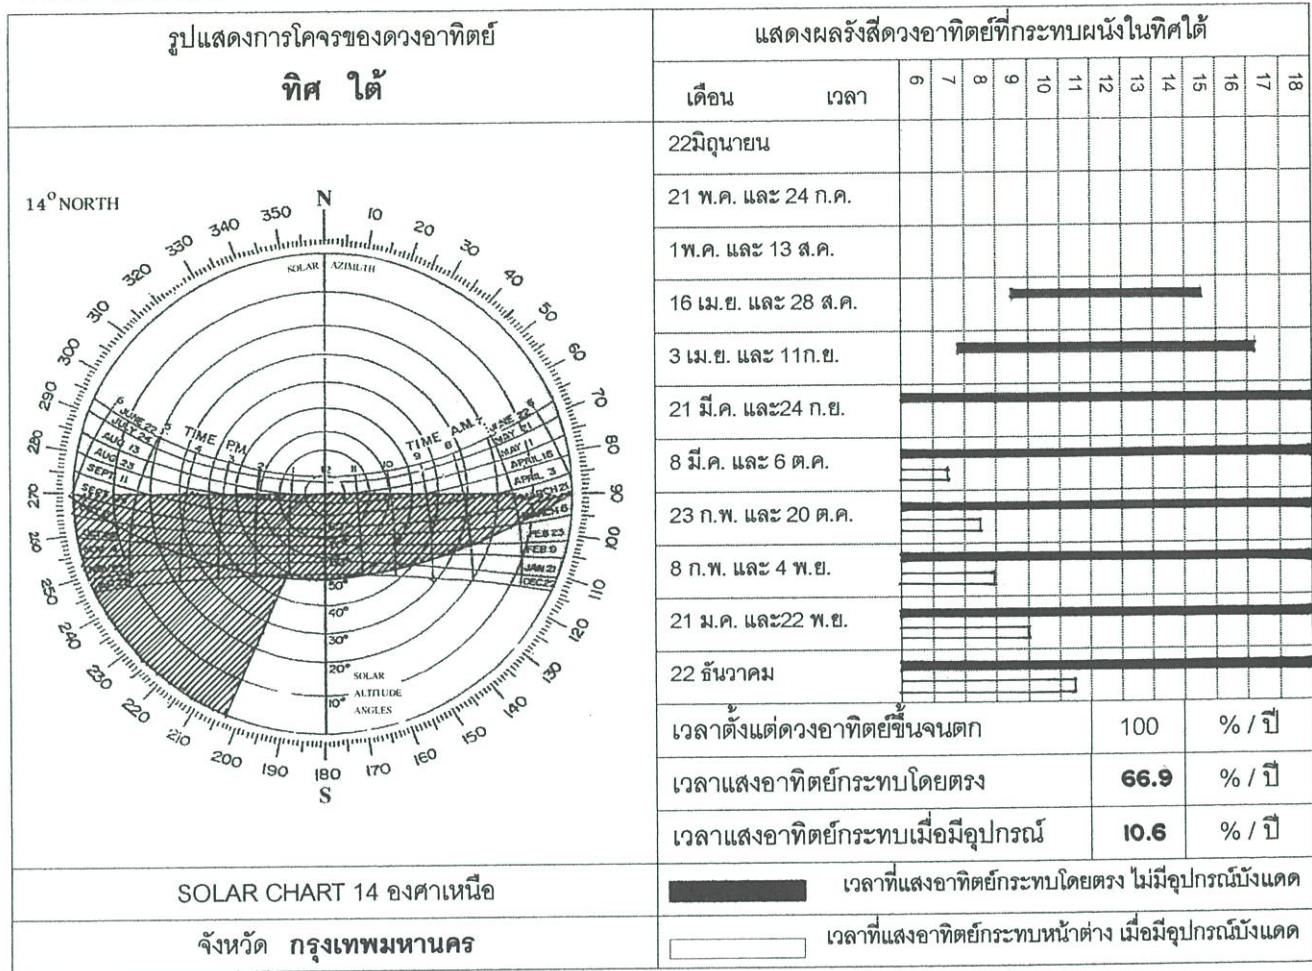 รูปแสดงการโคจรของดวงอาทิตย์
ทิศ ใต้
14° NORTH
N
10
20
30
40
50
60
70
80
90
100
110
120
130
140
150
160
170
180
190
200
210
220
230
240
250
260
270
280
290
300
310
320
330
340
350
S
SOLAR AZIMUTH
TIME P.M.
TIME A.M.
6
5
4
3
2
12
11
10
9
8
7
6
JUNE 22
JULY 24
AUG 13
AUG 23
SEPT 11
JUNE 22
MAY 21
MAY 11
APRIL 16
APRIL 3
MARCH 21
MARCH 8
FEB 23
FEB 9
JAN 21
DEC 22
50°
40°
30°
20°
10°
SOLAR
ALTITUDE
ANGLES
SOLAR CHART 14 องศาเหนือ
จังหวัด กรุงเทพมหานคร
แสดงผลรังสีดวงอาทิตย์ที่กระทบผนังในทิศใต้
เดือน เวลา 6 7 8 9 10 11 12 13 14 15 16 17 18
22มิถุนายน
21 พ.ค. และ 24 ก.ค.
1พ.ค. และ 13 ส.ค.
16 เม.ย. และ 28 ส.ค.
3 เม.ย. และ 11ก.ย.
21 มี.ค. และ24 ก.ย.
8 มี.ค. และ 6 ต.ค.
23 ก.พ. และ 20 ต.ค.
8 ก.พ. และ 4 พ.ย.
21 ม.ค. และ22 พ.ย.
22 ธันวาคม
เวลาตั้งแต่ดวงอาทิตย์ขึ้นจนตก 100 % / ปี
เวลาแสงอาทิตย์กระทบโดยตรง 66.9 % / ปี
เวลาแสงอาทิตย์กระทบเมื่อมีอุปกรณ์ 10.6 % / ปี
เวลาที่แสงอาทิตย์กระทบโดยตรง ไม่มีอุปกรณ์บังแดด
เวลาที่แสงอาทิตย์กระทบหน้าต่าง เมื่อมีอุปกรณ์บังแดด